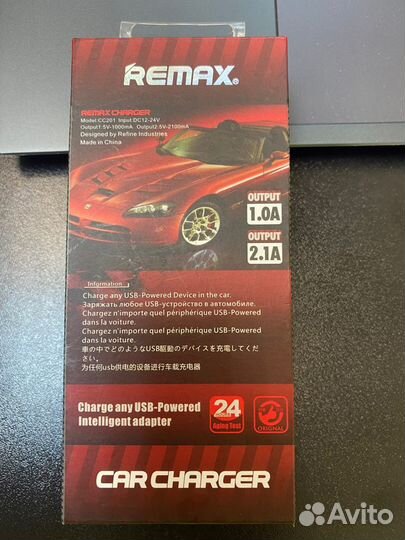 REMAX®
REMAX CHARGER
Model:CC201 Input:DC12-24V
Output1:5V-1000mA Output2:5V-2100mA
Designed by Refine Industries
Made in China
OUTPUT
1.0A
OUTPUT
2.1A
Information
Charge any USB-Powered Device in the car.
Заряжать любое USB-устройство в автомобиле.
Chargez n'importe quel périphérique USB-Powered
dans la voiture.
Chargez n'importe quel périphérique USB-Powered
dans la voiture.
車の中でどのようなUSB駆動のデバイスを充電してくだ
さい
为任何usb供电的设备进行车载充电器
Charge any USB-Powered
Intelligent adapter
24
Aging Test
ORIGINAL
CAR CHARGER
Avito